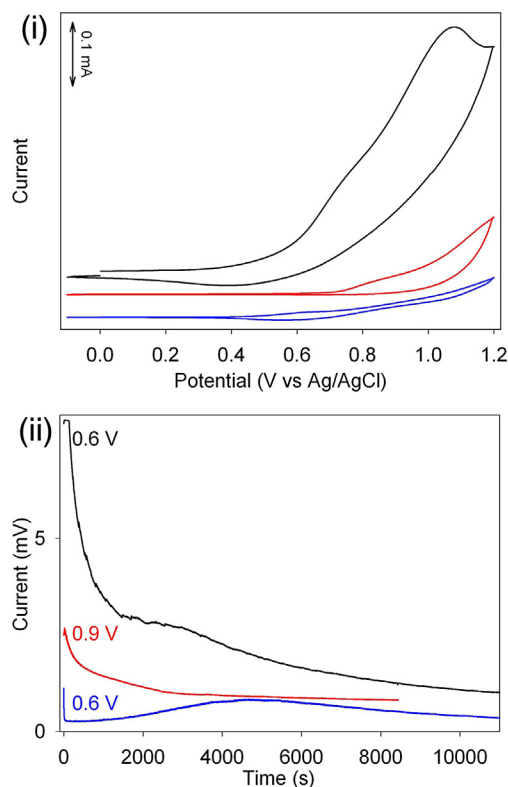 (i)
0.1 mA
Current
0.0 0.2 0.4 0.6 0.8 1.0 1.2
Potential (V vs Ag/AgCl)
(ii)
0.6 V
5
Current (mV)
0.9 V
0.6 V
0
0 2000 4000 6000 8000 10000
Time (s)